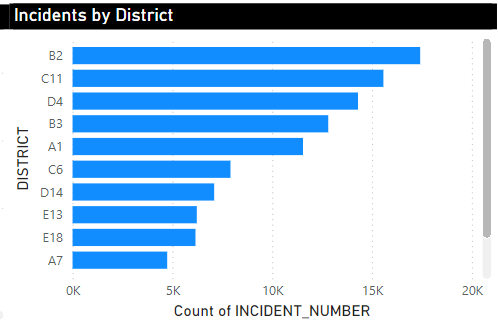 Incidents by District
B2
C11
D4
B3
A1
C6
D14
E13
E18
A7
DISTRICT
0K 5K 10K 15K 20K
Count of INCIDENT_NUMBER